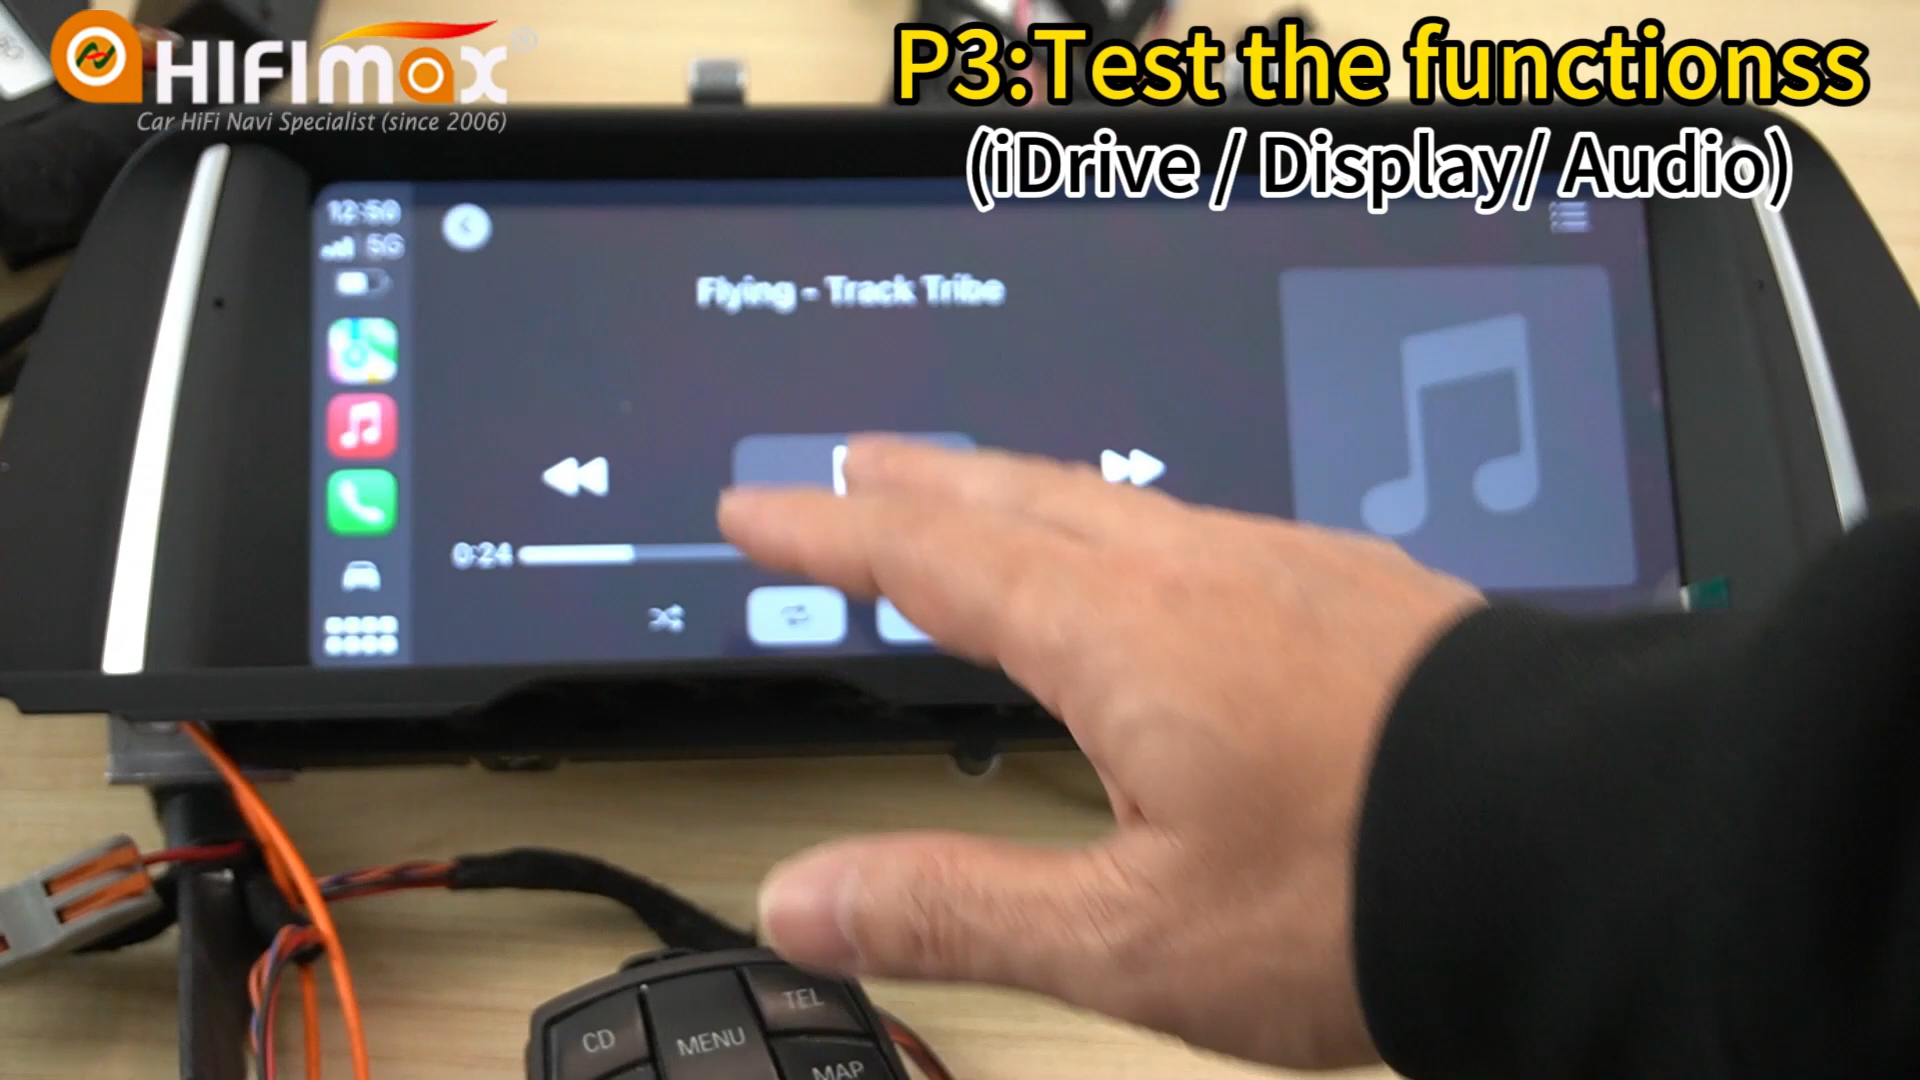 HIFIMAX
Car HiFi Navi Specialist (since 2006)
P3:Test the functionss
(iDrive / Display/ Audio)
12:50
5G
Flying - Track Tribe
0:24
CD
MENU
TEL
MAP